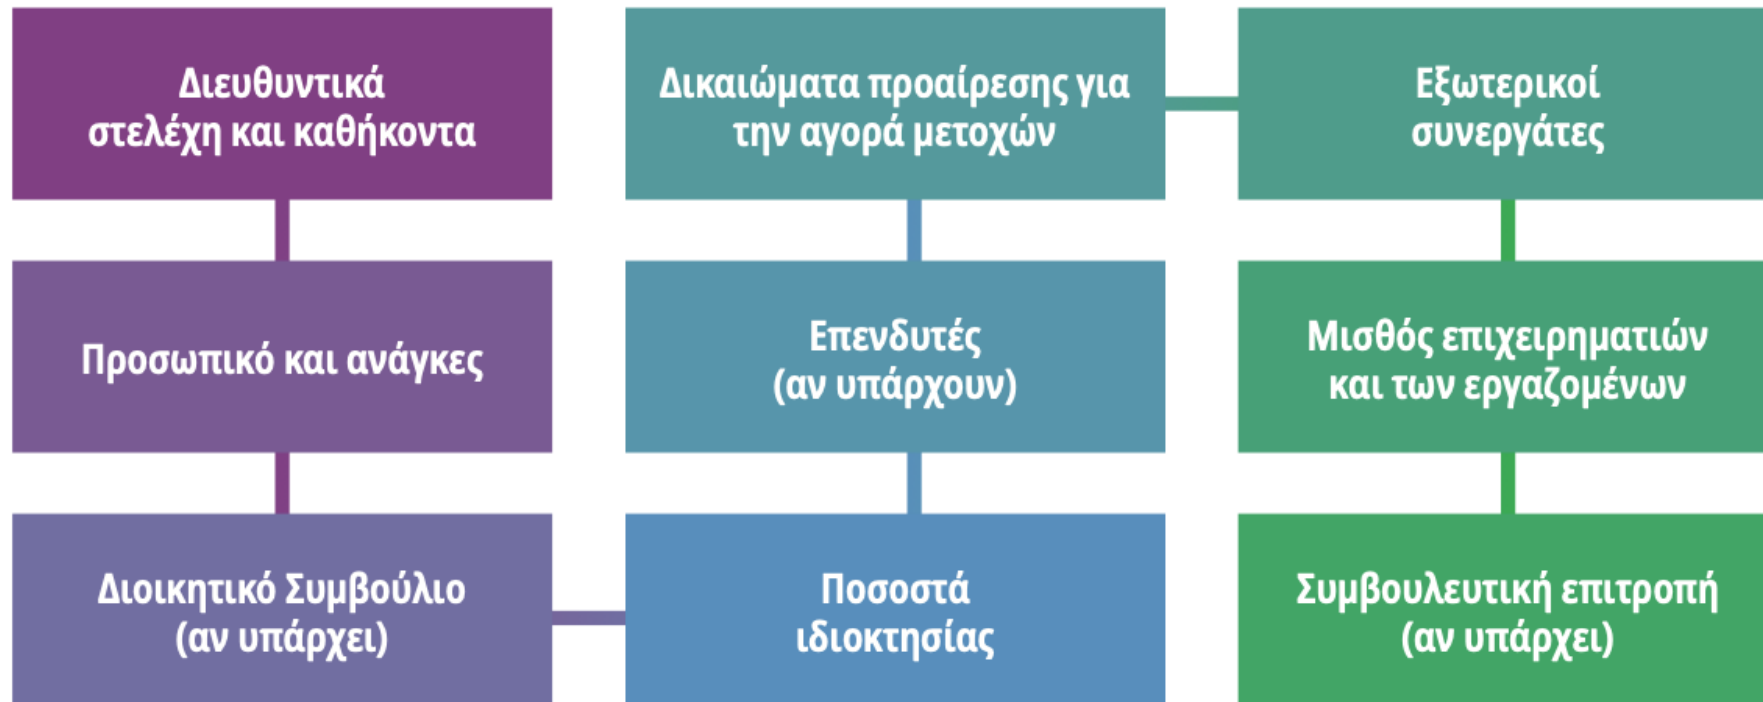 Διευθυντικά
στελέχη και καθήκοντα
Προσωπικό και ανάγκες
Διοικητικό Συμβούλιο
(αν υπάρχει)
Ποσοστά
ιδιοκτησίας
Επενδυτές
(αν υπάρχουν)
Δικαιώματα προαίρεσης για
την αγορά μετοχών
Εξωτερικοί
συνεργάτες
Μισθός επιχειρηματιών
και των εργαζομένων
Συμβουλευτική επιτροπή
(αν υπάρχει)